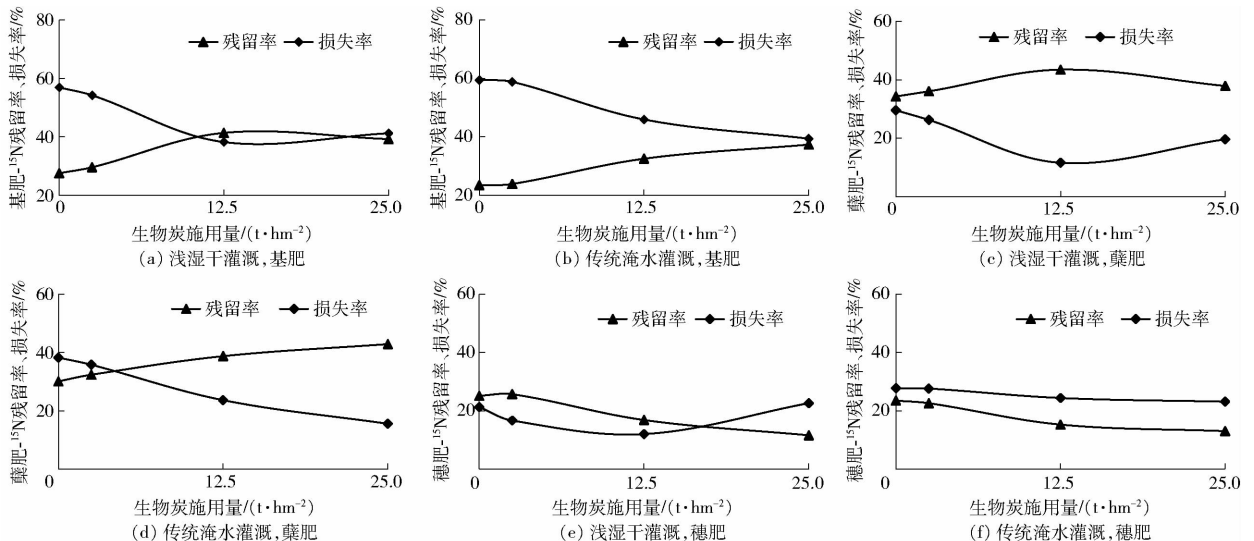 基肥-¹⁵N残留率、损失率/%
80
60
40
20
0
12.5
25.0
残留率
损失率
生物炭施用量/(t·hm⁻²)
(a) 浅湿干灌溉,基肥
基肥-¹⁵N残留率、损失率/%
80
60
40
20
0
12.5
25.0
残留率
损失率
生物炭施用量/(t·hm⁻²)
(b) 传统淹水灌溉,基肥
蘖肥-¹⁵N残留率、损失率/%
60
40
20
0
12.5
25.0
残留率
损失率
生物炭施用量/(t·hm⁻²)
(c) 浅湿干灌溉,蘖肥
蘖肥-¹⁵N残留率、损失率/%
60
40
20
0
12.5
25.0
残留率
损失率
生物炭施用量/(t·hm⁻²)
(d) 传统淹水灌溉,蘖肥
穗肥-¹⁵N残留率、损失率/%
60
40
20
0
12.5
25.0
残留率
损失率
生物炭施用量/(t·hm⁻²)
(e) 浅湿干灌溉,穗肥
穗肥-¹⁵N残留率、损失率/%
60
40
20
0
12.5
25.0
残留率
损失率
生物炭施用量/(t·hm⁻²)
(f) 传统淹水灌溉,穗肥